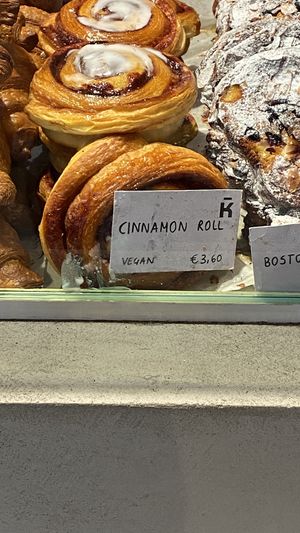 K̄
CINNAMON ROLL
VEGAN €3,60
BOSTO